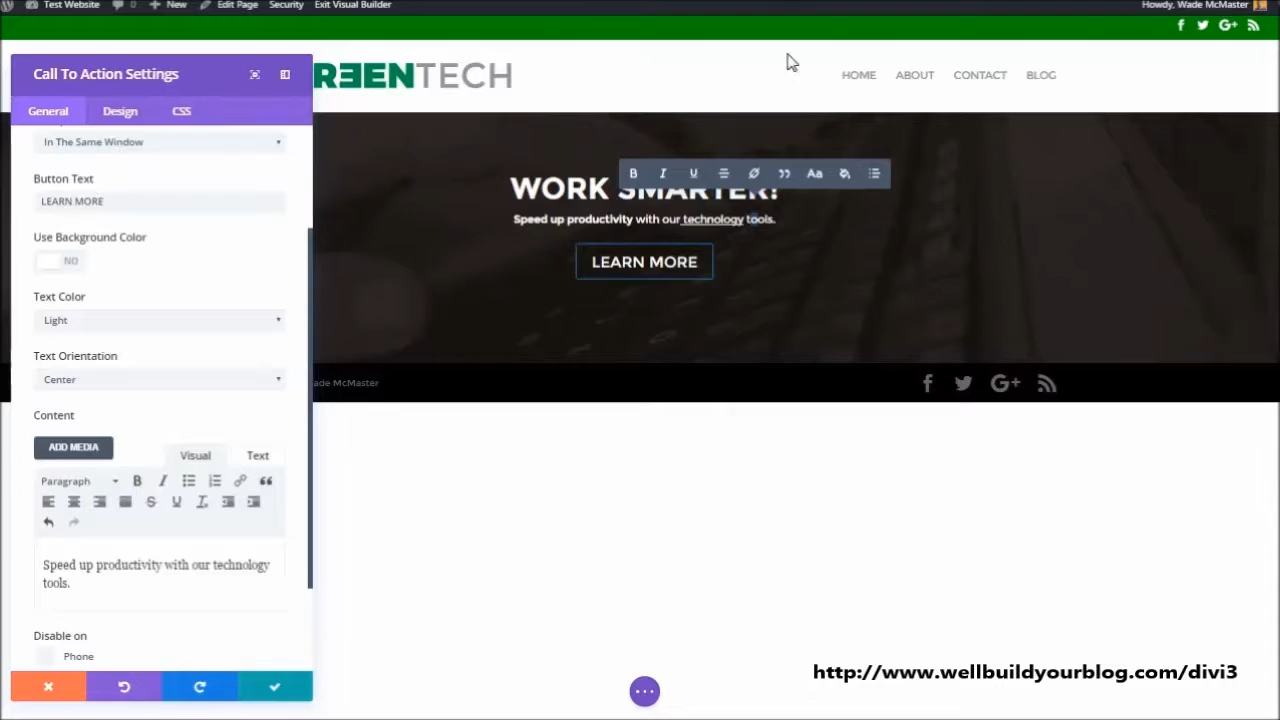 Test Website 0 New Edit Page Security Exit Visual Builder Howdy, Wade McMaster
Call To Action Settings
General Design CSS
In The Same Window
Button Text
LEARN MORE
Use Background Color
NO
Text Color
Light
Text Orientation
Center
Content
ADD MEDIA
Visual Text
Paragraph
Speed up productivity with our technology
tools.
Disable on
Phone
REENTECH
HOME ABOUT CONTACT BLOG
WORK SMARTER!
Speed up productivity with our technology tools.
LEARN MORE
ade McMaster
http://www.wellbuildyourblog.com/divi3